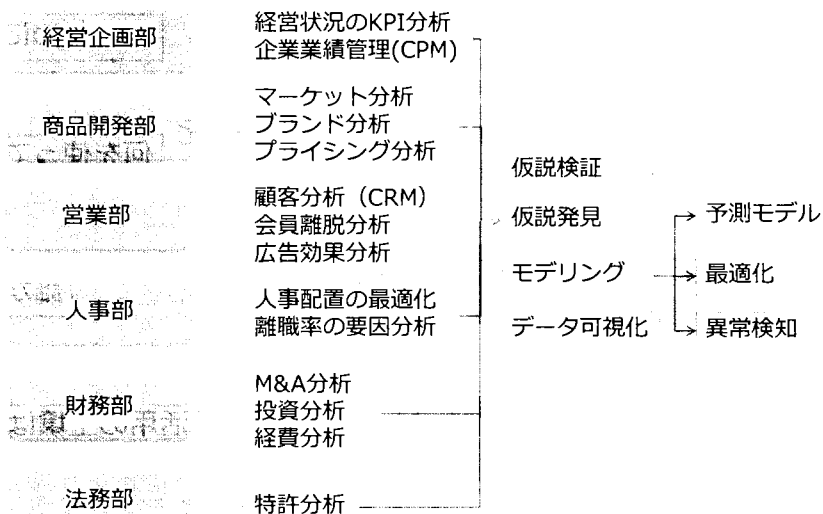 経営企画部
経営状況のKPI分析
企業業績管理(CPM)
商品開発部
マーケット分析
ブランド分析
プライシング分析
営業部
顧客分析（CRM）
会員離脱分析
広告効果分析
人事部
人事配置の最適化
離職率の要因分析
財務部
M&A分析
投資分析
経費分析
法務部
特許分析
仮説検証
仮説発見
モデリング
データ可視化
予測モデル
最適化
異常検知